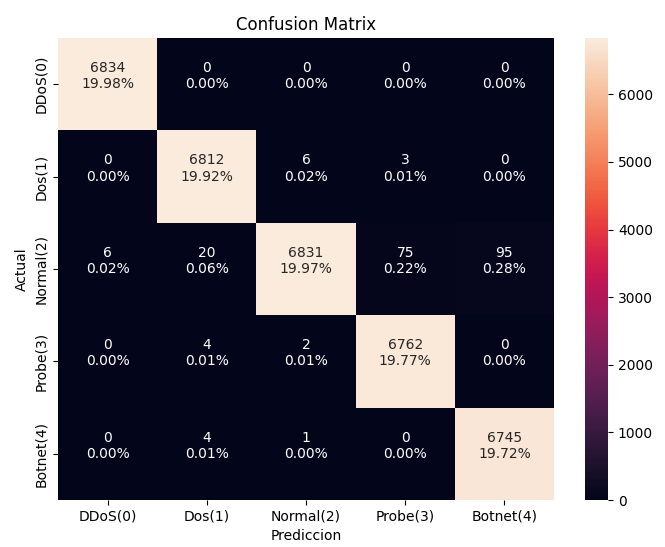 Confusion Matrix
DDoS(0)
6834 0 0 0 0
19.98% 0.00% 0.00% 0.00% 0.00%
Dos(1)
0 6812 6 3 0
0.00% 19.92% 0.02% 0.01% 0.00%
Actual
Normal(2)
6 20 6831 75 95
0.02% 0.06% 19.97% 0.22% 0.28%
Probe(3)
0 4 2 6762 0
0.00% 0.01% 0.01% 19.77% 0.00%
Botnet(4)
0 4 1 0 6745
0.00% 0.01% 0.00% 0.00% 19.72%
DDoS(0) Dos(1) Normal(2) Probe(3) Botnet(4)
Prediccion
6000
5000
4000
3000
2000
1000
0